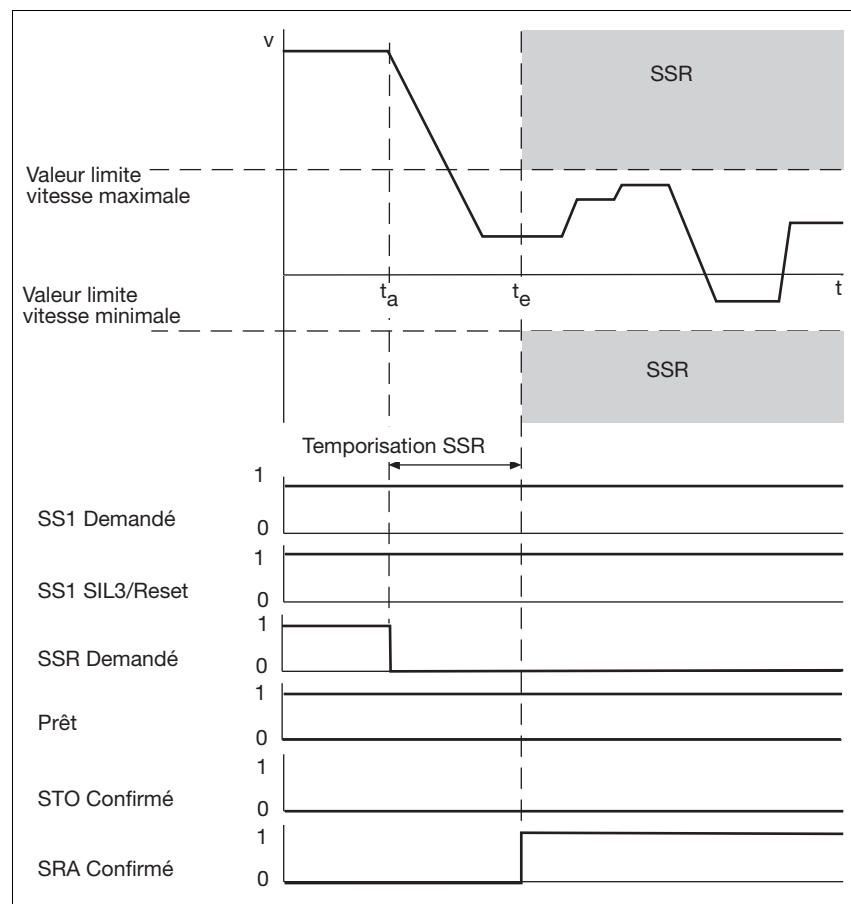 v
SSR
Valeur limite
vitesse maximale
ta
te
t
Valeur limite
vitesse minimale
SSR
Temporisation SSR
1
SS1 Demandé
0
1
SS1 SIL3/Reset
0
1
SSR Demandé
0
1
Prêt
0
1
STO Confirmé
0
1
SRA Confirmé
0